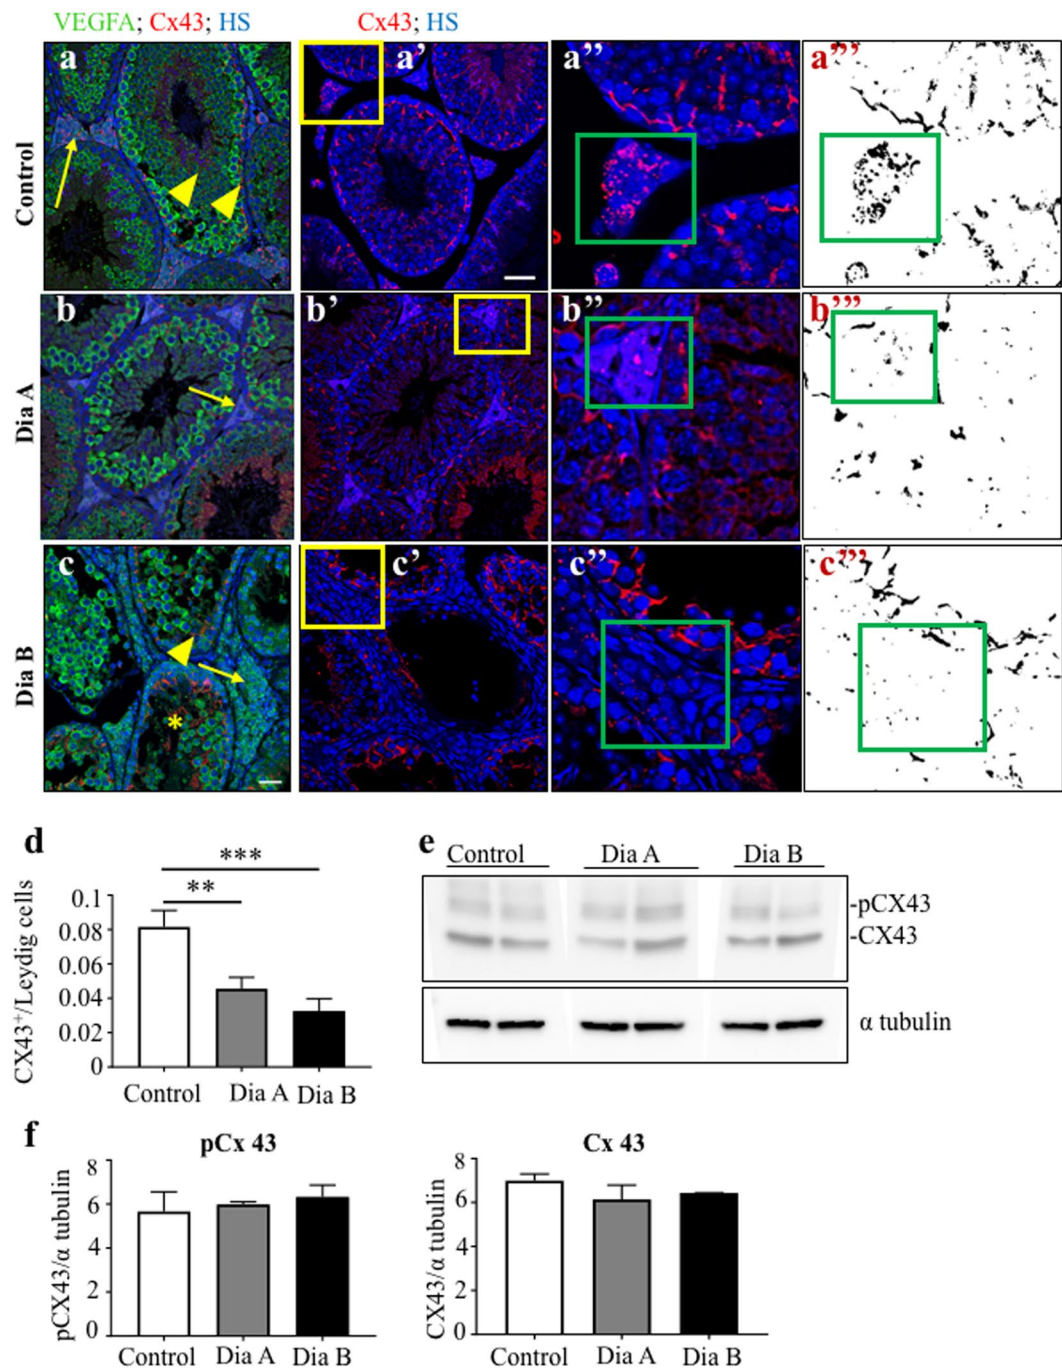 VEGFA; Cx43; HS
Cx43; HS
Control
a
a’
a’’
a’’’
Dia A
b
b’
b’’
b’’’
Dia B
c
c’
c’’
c’’’
*
d
***
**
CX43⁺/Leydig cells
0.1
0.08
0.06
0.04
0.02
0
Control
Dia A
Dia B
e
Control
Dia A
Dia B
-pCX43
-CX43
α tubulin
f
pCx 43
pCX43/α tubulin
8
6
4
2
0
Control
Dia A
Dia B
Cx 43
CX43/α tubulin
8
6
4
2
0
Control
Dia A
Dia B